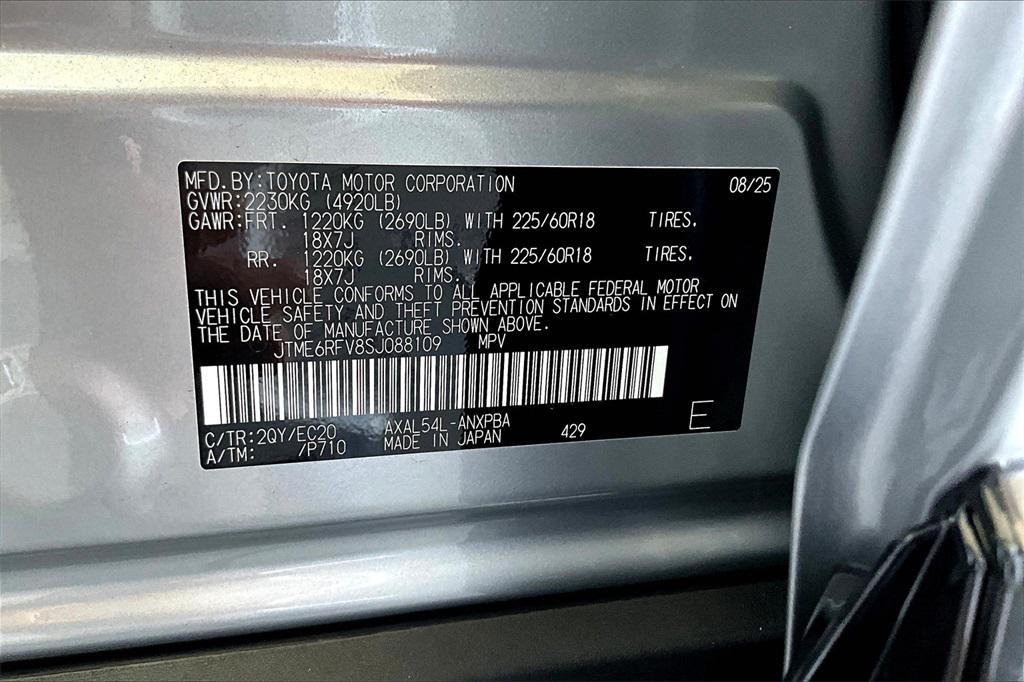 MFD.BY:TOYOTA MOTOR CORPORATION 08/25
GVWR:2230KG (4920LB)
GAWR:FRT. 1220KG (2690LB) WITH 225/60R18 TIRES.
18X7J RIMS.
RR. 1220KG (2690LB) WITH 225/60R18 TIRES.
18X7J RIMS.
THIS VEHICLE CONFORMS TO ALL APPLICABLE FEDERAL MOTOR
VEHICLE SAFETY AND THEFT PREVENTION STANDARDS IN EFFECT ON
THE DATE OF MANUFACTURE SHOWN ABOVE.
JTME6RFV8SJ088109 MPV
C/TR:2QY/EC20 AXAL54L-ANXPBA E
A/TM: /P710 MADE IN JAPAN 429